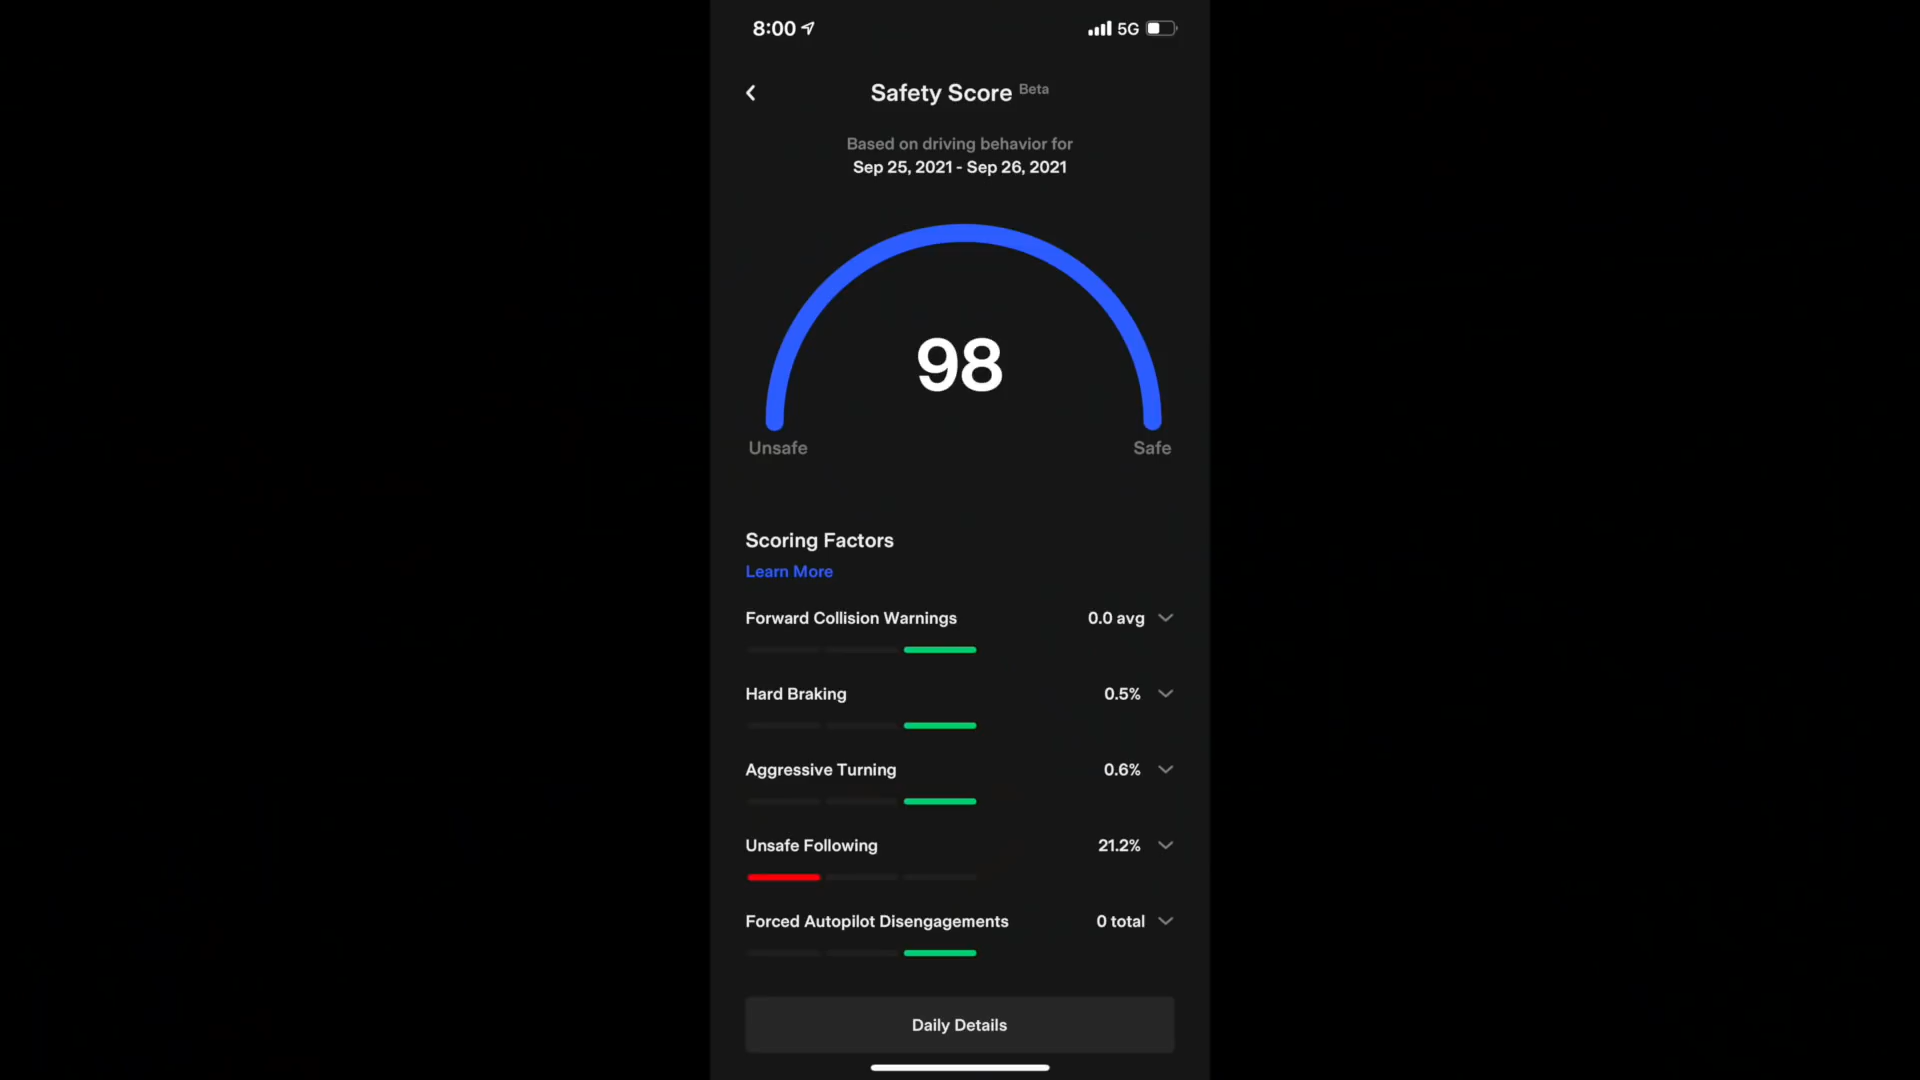 8:00 5G
Safety Score Beta
Based on driving behavior for
Sep 25, 2021 - Sep 26, 2021
98
Unsafe Safe
Scoring Factors
Learn More
Forward Collision Warnings 0.0 avg
Hard Braking 0.5%
Aggressive Turning 0.6%
Unsafe Following 21.2%
Forced Autopilot Disengagements 0 total
Daily Details